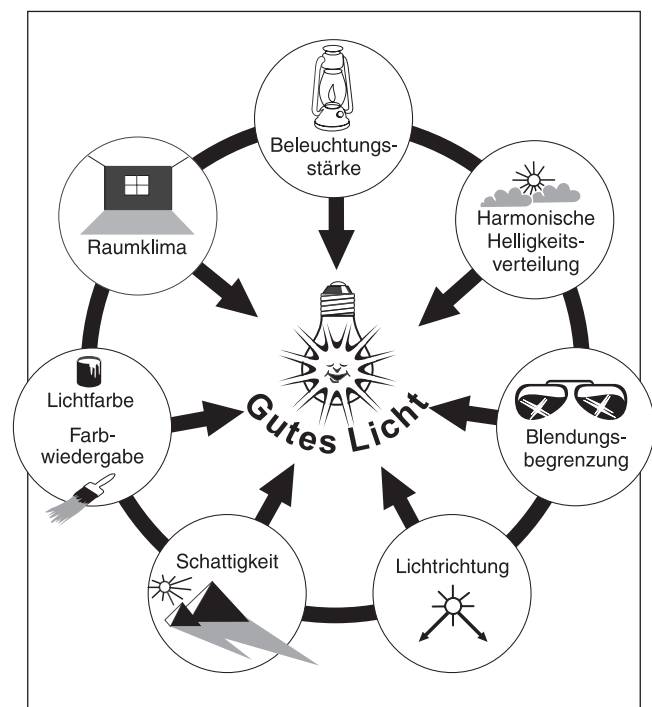 Beleuchtungs-
stärke
Harmonische
Helligkeits-
verteilung
Blendungs-
begrenzung
Lichtrichtung
Schattigkeit
Lichtfarbe
Farb-
wiedergabe
Raumklima
Gutes Licht